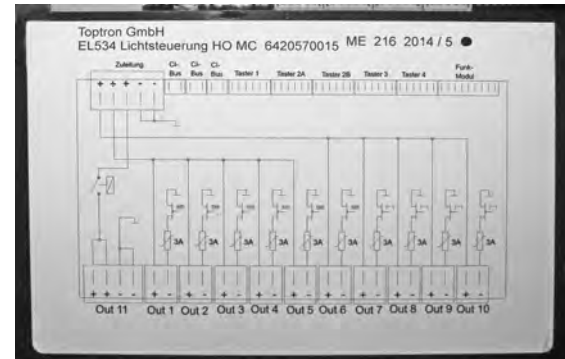 Toptron GmbH
EL534 Lichtsteuerung HO MC 6420570015 ME 216 2014 / 5
Zuleitung CI-Bus CI-Bus CI-Bus Taster 1 Taster 2A Taster 2B Taster 3 Taster 4 Funk-Modul
+ + + - -
3A 3A 3A 3A 3A 3A 3A 3A 3A 3A
+ + - - + - + - + - + - + - + - + - + - + - + -
Out 11 Out 1 Out 2 Out 3 Out 4 Out 5 Out 6 Out 7 Out 8 Out 9 Out 10